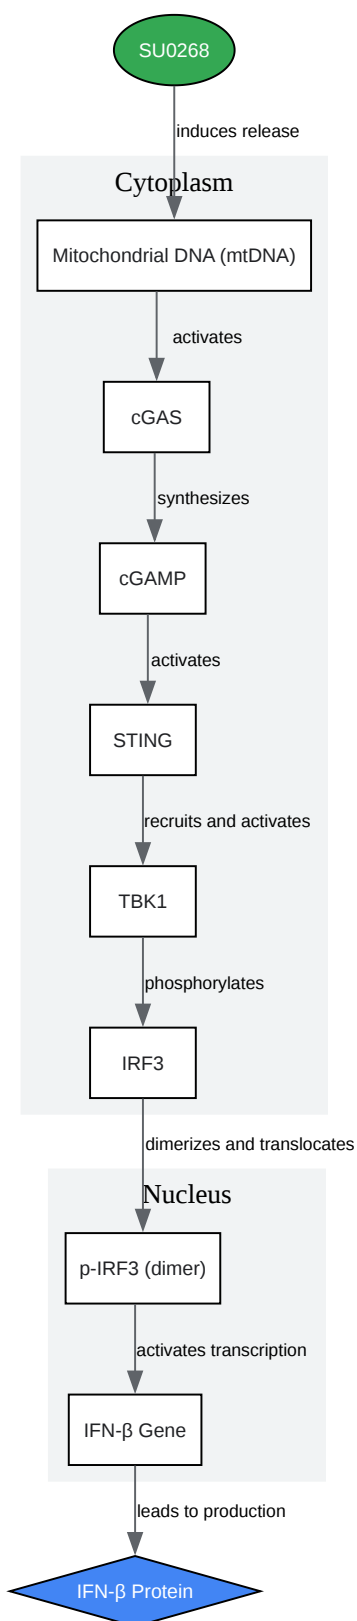 SU0268
induces release
Cytoplasm
Mitochondrial DNA (mtDNA)
activates
cGAS
synthesizes
cGAMP
activates
STING
recruits and activates
TBK1
phosphorylates
IRF3
dimerizes and translocates
Nucleus
p-IRF3 (dimer)
activates transcription
IFN-β Gene
leads to production
IFN-β Protein